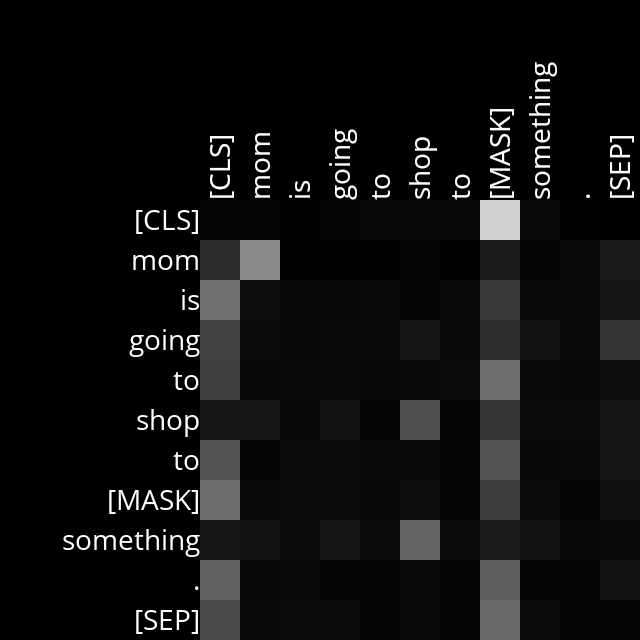 [CLS] mom is going to shop to [MASK] something . [SEP]
[CLS]
mom
is
going
to
shop
to
[MASK]
something
.
[SEP]